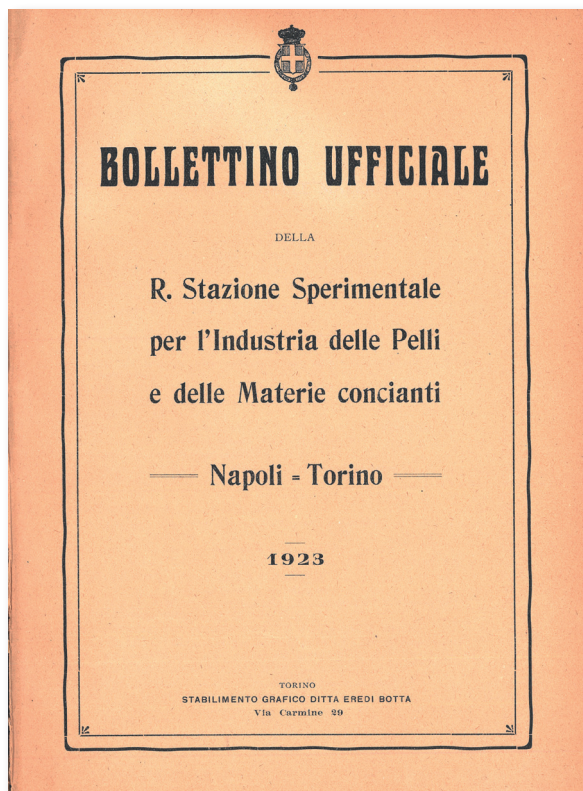 BOLLETTINO UFFICIALE
DELLA
R. Stazione Sperimentale
per l'Industria delle Pelli
e delle Materie concianti
Napoli = Torino
1923
TORINO
STABILIMENTO GRAFICO DITTA EREDI BOTTA
Via Carmine 29